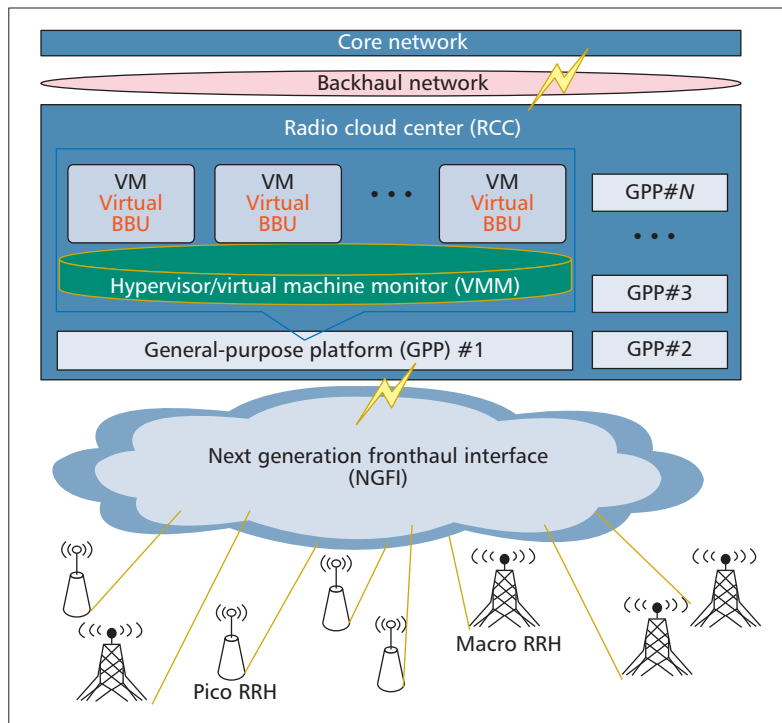 Core network
Backhaul network
Radio cloud center (RCC)
VM
Virtual
BBU
VM
Virtual
BBU
• • •
VM
Virtual
BBU
GPP#N
• • •
Hypervisor/virtual machine monitor (VMM)
GPP#3
General-purpose platform (GPP) #1
GPP#2
Next generation fronthaul interface
(NGFI)
Macro RRH
Pico RRH